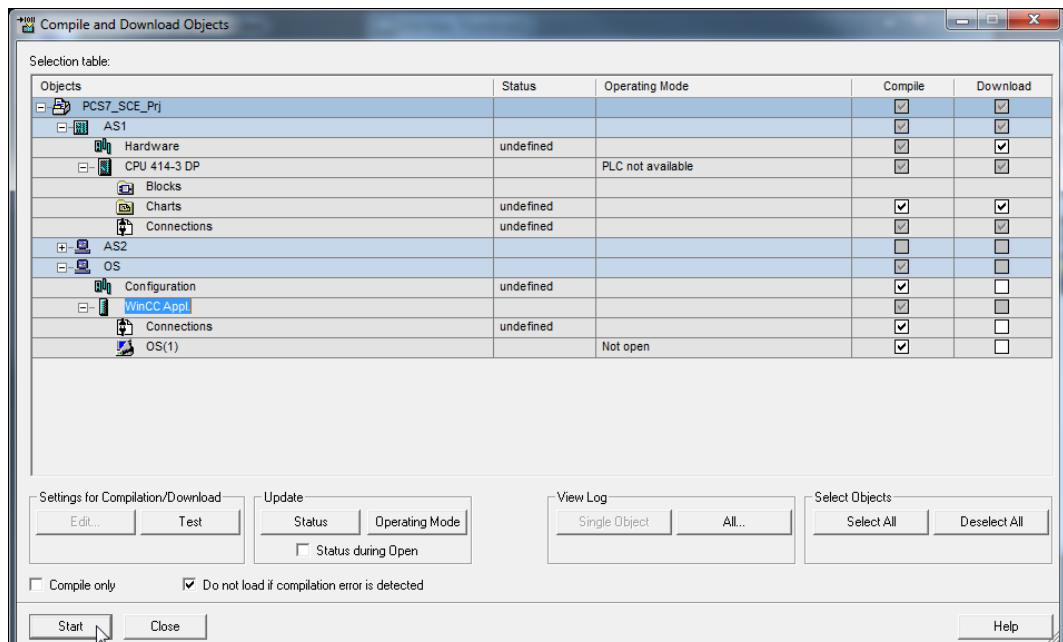 Compile and Download Objects
Selection table:
Objects Status Operating Mode Compile Download
PCS7_SCE_Prj
AS1
Hardware undefined
CPU 414-3 DP PLC not available
Blocks
Charts undefined
Connections undefined
AS2
OS
Configuration undefined
WinCC Appl.
Connections undefined
OS(1) Not open
Settings for Compilation/Download Update View Log Select Objects
Edit... Test Status Operating Mode Single Object All... Select All Deselect All
Status during Open
Compile only Do not load if compilation error is detected
Start Close Help